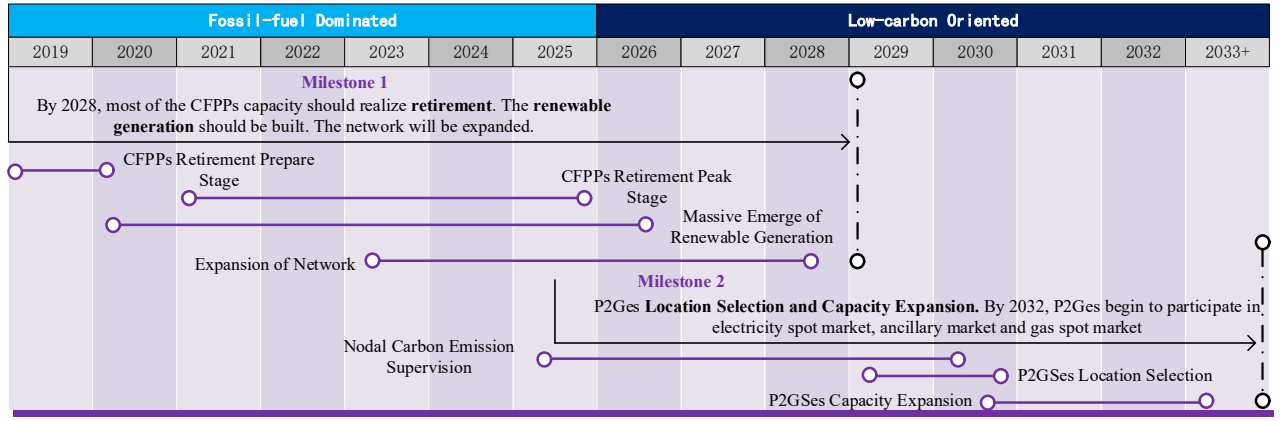 Fossil-fuel Dominated
Low-carbon Oriented
2019
2020
2021
2022
2023
2024
2025
2026
2027
2028
2029
2030
2031
2032
2033+
Milestone 1
By 2028, most of the CFPPs capacity should realize retirement. The renewable
generation should be built. The network will be expanded.
CFPPs Retirement Prepare
Stage
CFPPs Retirement Peak
Stage
Massive Emerge of
Renewable Generation
Expansion of Network
Milestone 2
P2Ges Location Selection and Capacity Expansion. By 2032, P2Ges begin to participate in
electricity spot market, ancillary market and gas spot market
Nodal Carbon Emission
Supervision
P2GSes Location Selection
P2GSes Capacity Expansion